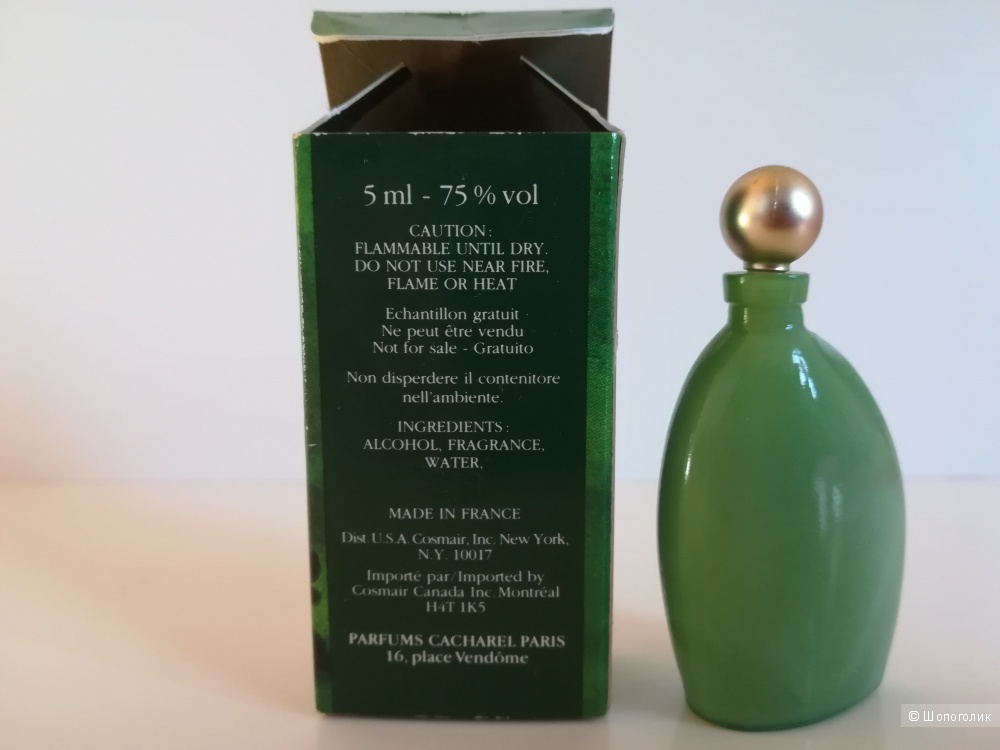 5 ml - 75 % vol
CAUTION :
FLAMMABLE UNTIL DRY.
DO NOT USE NEAR FIRE,
FLAME OR HEAT
Echantillon gratuit
Ne peut être vendu
Not for sale - Gratuito
Non disperdere il contenitore
nell'ambiente.
INGREDIENTS :
ALCOHOL, FRAGRANCE,
WATER,
MADE IN FRANCE
Dist. U.S.A. Cosmair, Inc. New York,
N.Y. 10017
Importé par/Imported by
Cosmair Canada Inc. Montréal
H4T 1K5
PARFUMS CACHAREL PARIS
16, place Vendôme
© Шопоголик